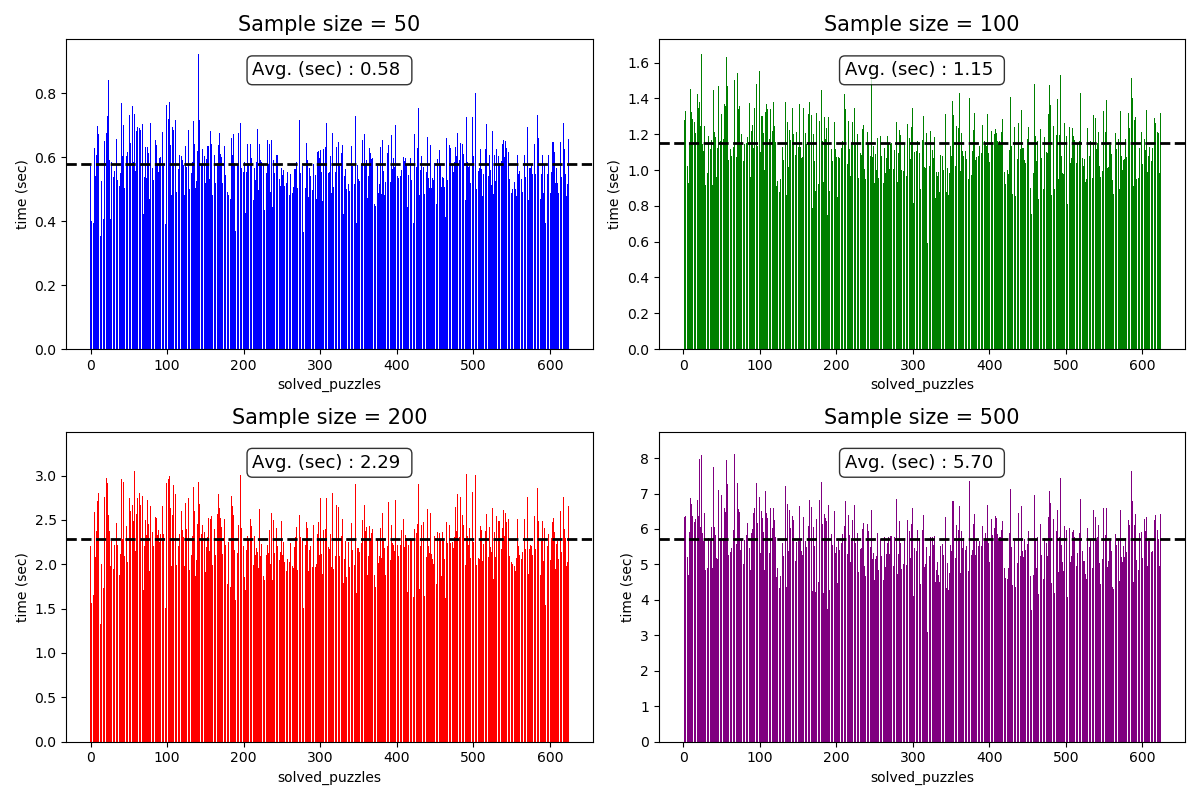 Sample size = 50
Avg. (sec) : 0.58
time (sec)
0.8
0.6
0.4
0.2
0.0
0 100 200 300 400 500 600
solved_puzzles
Sample size = 100
Avg. (sec) : 1.15
time (sec)
1.6
1.4
1.2
1.0
0.8
0.6
0.4
0.2
0.0
0 100 200 300 400 500 600
solved_puzzles
Sample size = 200
Avg. (sec) : 2.29
time (sec)
3.0
2.5
2.0
1.5
1.0
0.5
0.0
0 100 200 300 400 500 600
solved_puzzles
Sample size = 500
Avg. (sec) : 5.70
time (sec)
8
7
6
5
4
3
2
1
0
0 100 200 300 400 500 600
solved_puzzles